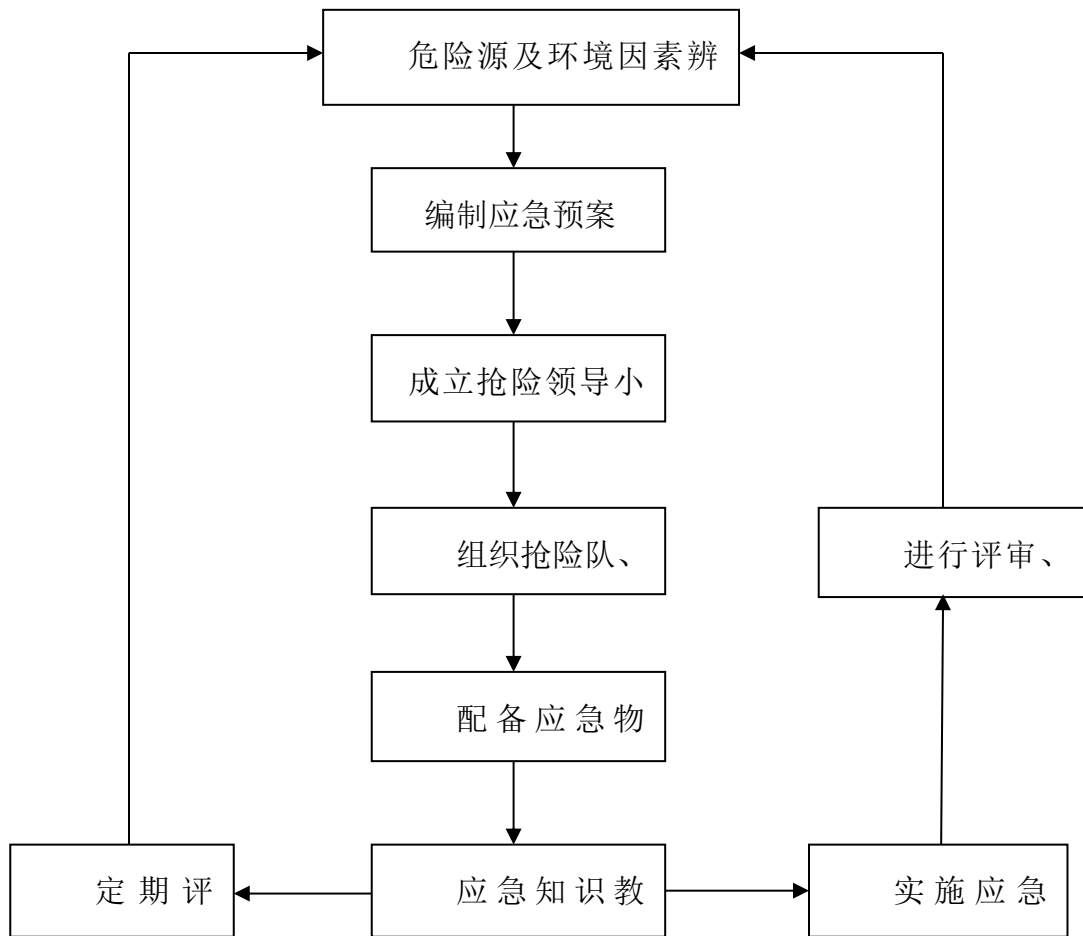 危险源及环境因素辨
编制应急预案
成立抢险领导小
组织抢险队、
进行评审、
配备应急物
定期评
应急知识教
实施应急